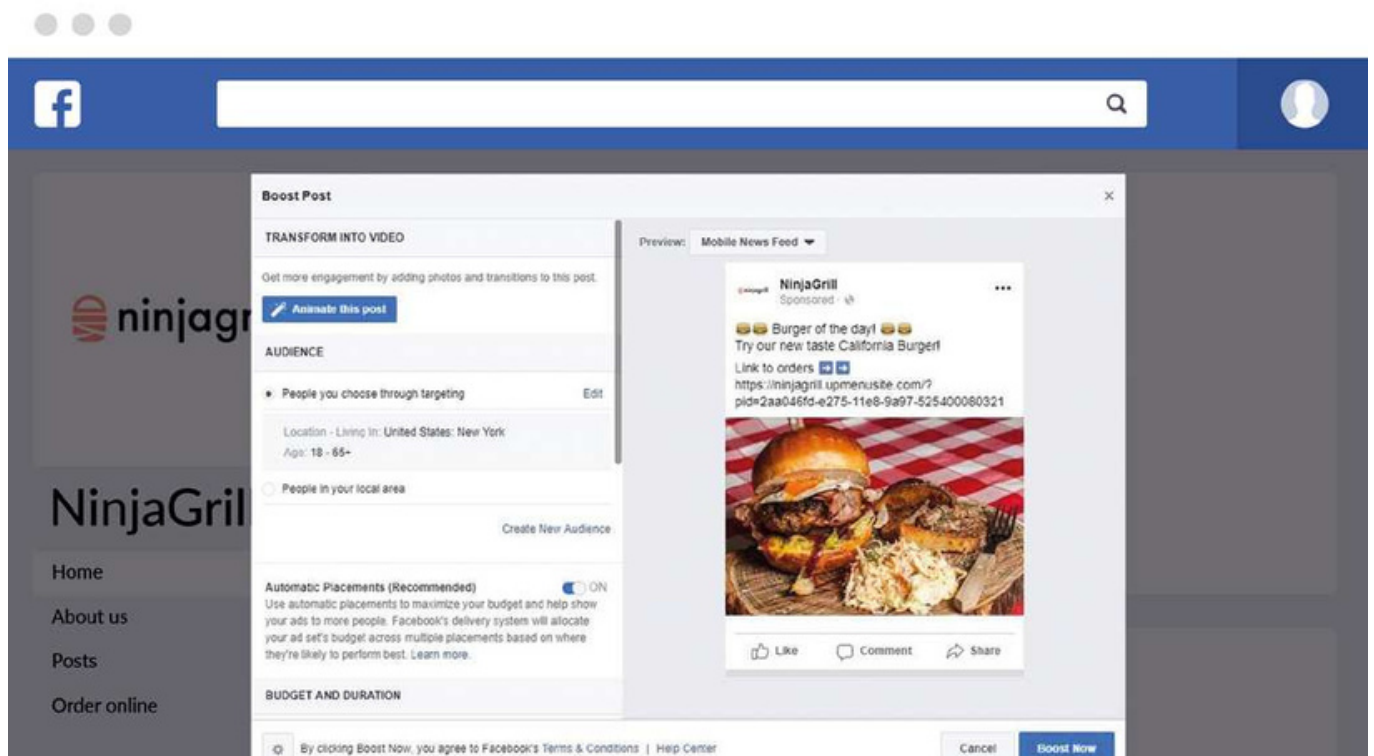 f
ninjagr
NinjaGril
Home
About us
Posts
Order online
Boost Post
×
TRANSFORM INTO VIDEO
Get more engagement by adding photos and transitions to this post.
Animate this post
AUDIENCE
People you choose through targeting Edit
Location - Living In: United States: New York
Age: 18 - 65+
People in your local area
Create New Audience
Automatic Placements (Recommended) ON
Use automatic placements to maximize your budget and help show
your ads to more people. Facebook's delivery system will allocate
your ad set's budget across multiple placements based on where
they're likely to perform best. Learn more.
BUDGET AND DURATION
Preview: Mobile News Feed
NinjaGrill
Sponsored ·
🍔🍔 Burger of the day! 🍔🍔
Try our new taste California Burger!
Link to orders ➡️➡️
https://ninjagrill.upmenusite.com/?
pid=2aa046fd-e275-11e8-9a97-525400080321
Like Comment Share
By clicking Boost Now, you agree to Facebook's Terms & Conditions | Help Center
Cancel Boost Now